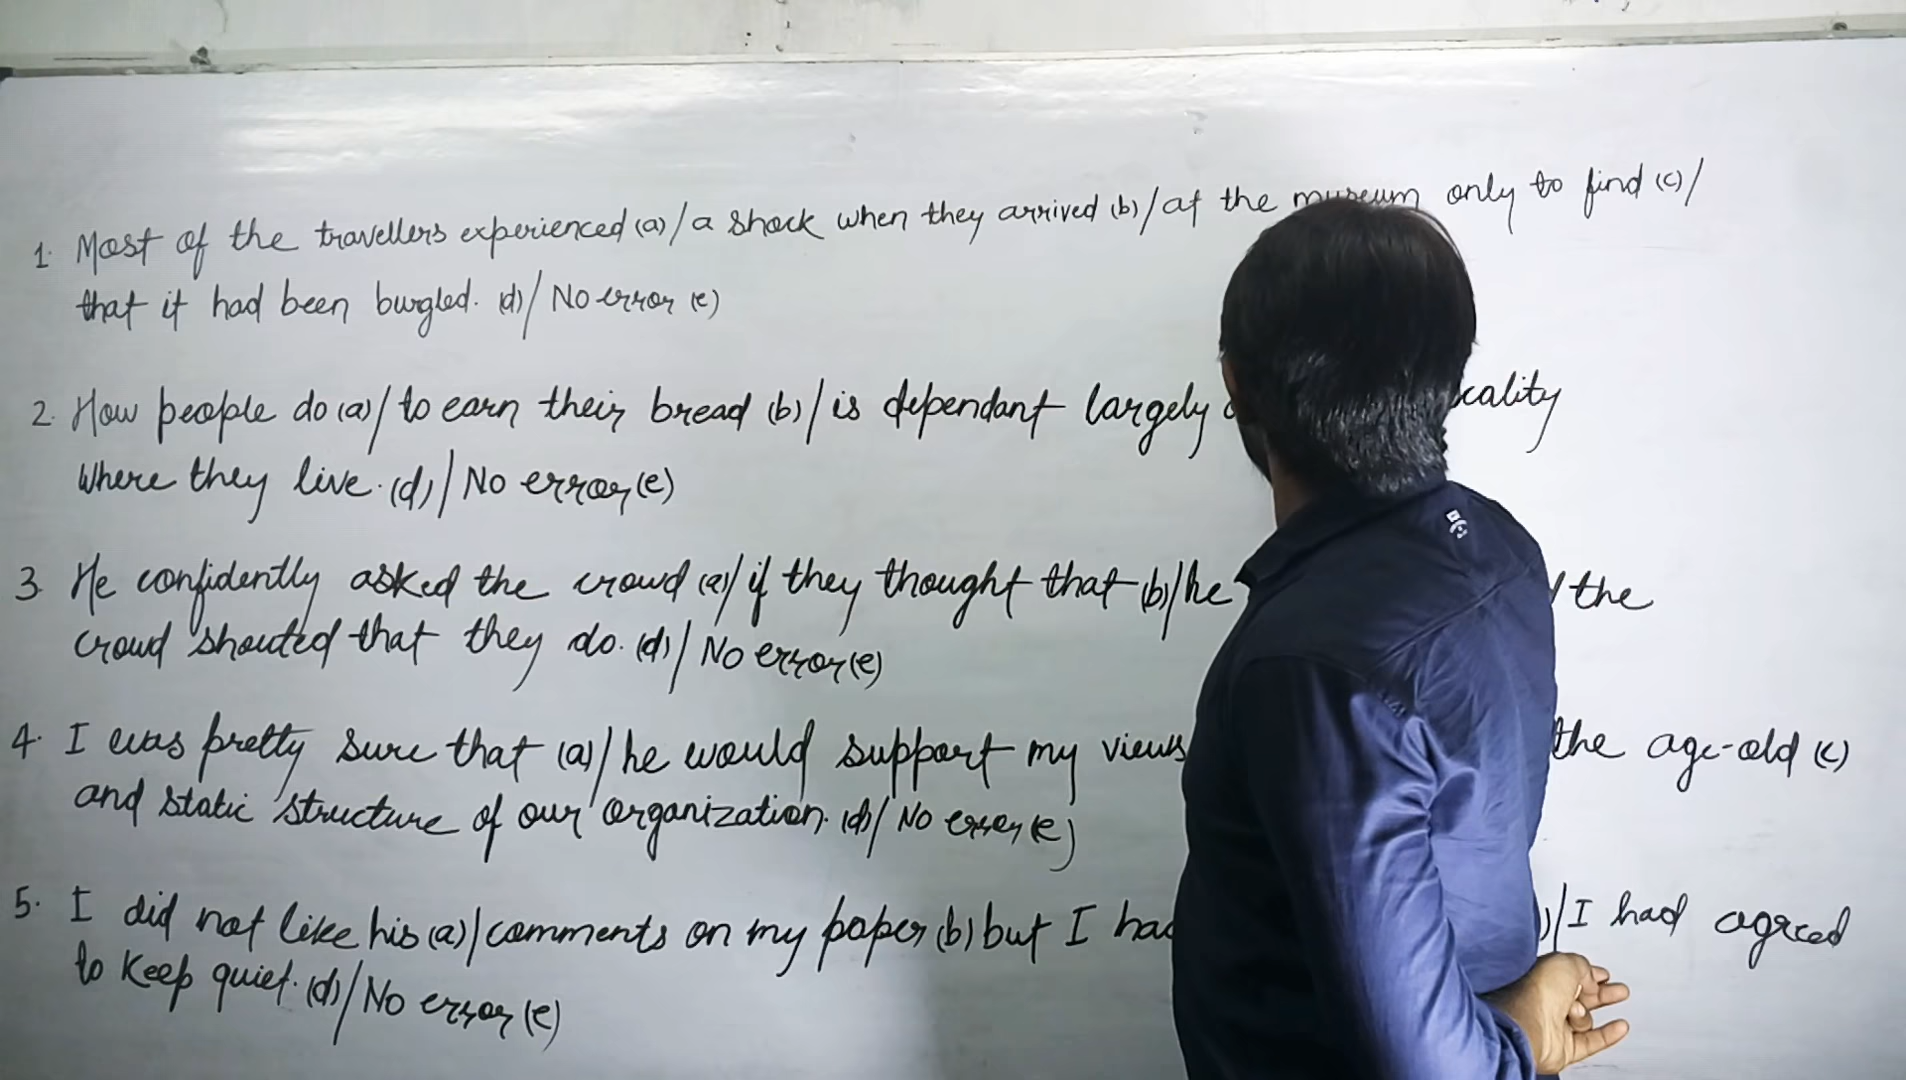 1. Most of the travellers experienced (a)/ a shock when they arrived (b)/ at the museum only to find (c)/
that it had been burgled. (d)/ No error (e)
2. How people do (a)/ to earn their bread (b)/ is dependant largely
where they live. (d)/ No error (e)
3. He confidently asked the crowd (a)/ if they thought that (b)/ he the
crowd shouted that they do. (d)/ No error (e)
4. I was pretty sure that (a)/ he would support my views the age-old (c)
and static structure of our organization. (d)/ No error (e)
5. I did not like his (a)/ comments on my paper (b) but I )/ I had agreed
to keep quiet. (d)/ No error (e)